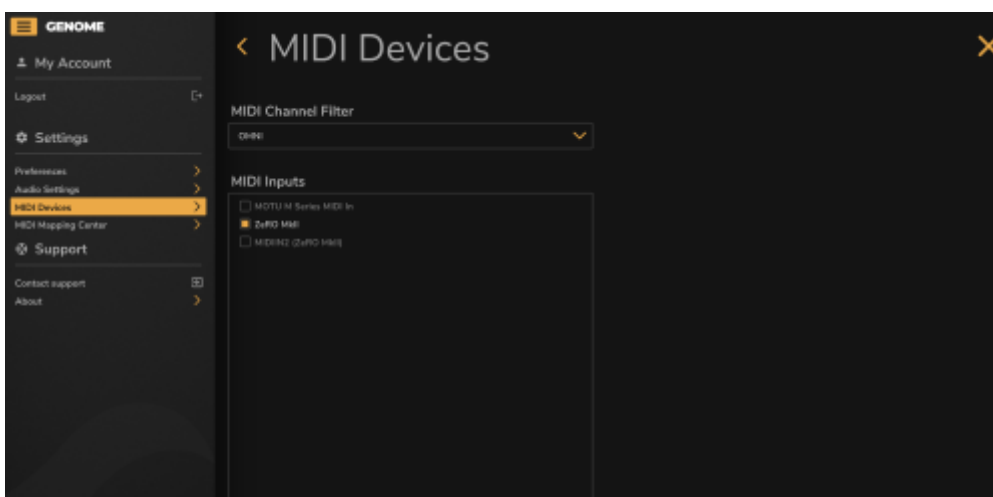 GENOME
My Account
Logout
Settings
Preferences
Audio Settings
MIDI Devices
MIDI Mapping Center
Support
Contact support
About
MIDI Devices
MIDI Channel Filter
OMNI
MIDI Inputs
MOTU M Series MIDI In
ZeRO MkII
MIDIIN2 (ZeRO MkII)